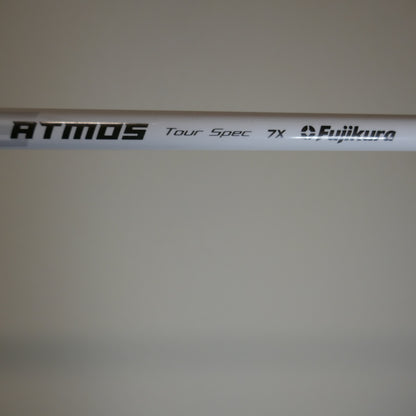 ATMOS Tour Spec 7X Fujikura